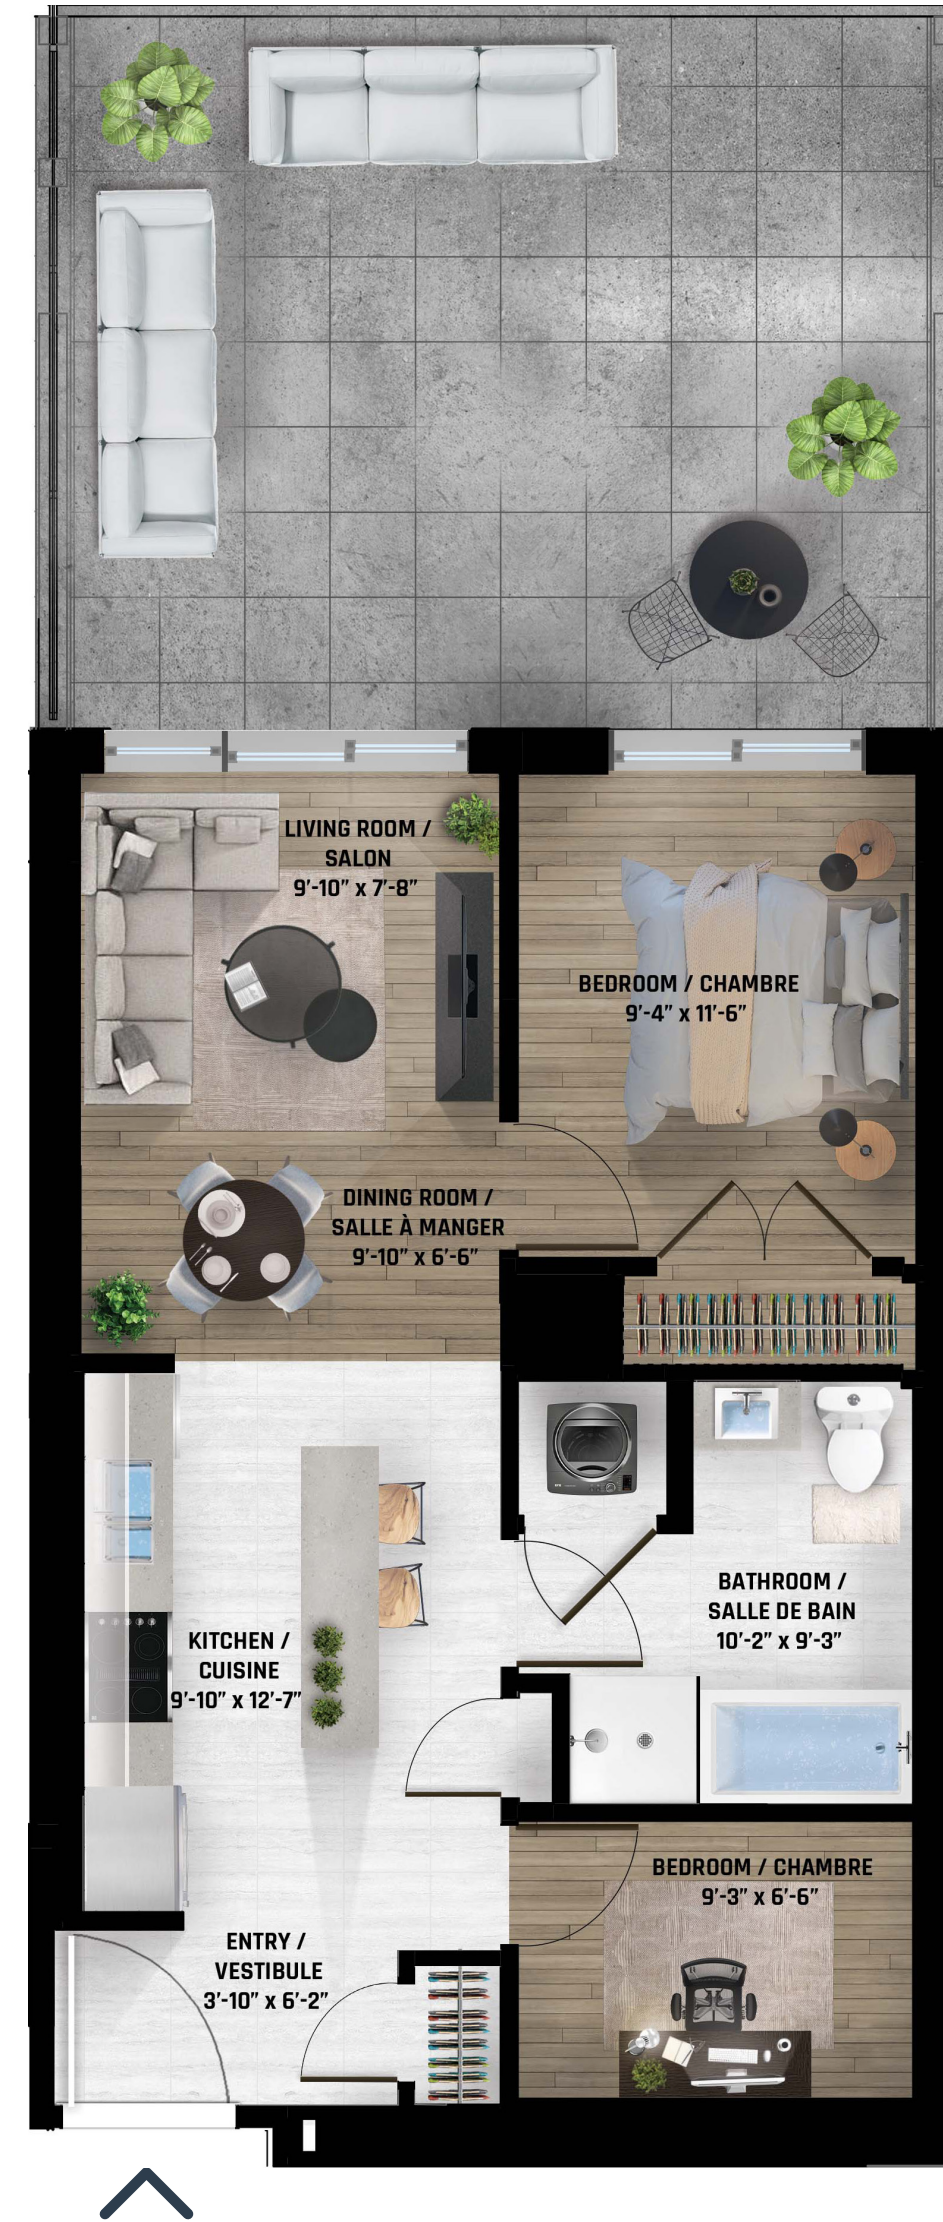 LIVING ROOM /
SALON
9'-10" x 7'-8"
BEDROOM / CHAMBRE
9'-4" x 11'-6"
DINING ROOM /
SALLE À MANGER
9'-10" x 6'-6"
BATHROOM /
SALLE DE BAIN
10'-2" x 9'-3"
KITCHEN /
CUISINE
9'-10" x 12'-7"
BEDROOM / CHAMBRE
9'-3" x 6'-6"
ENTRY /
VESTIBULE
3'-10" x 6'-2"